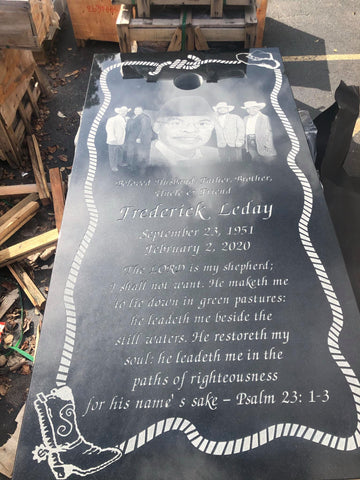 Beloved Husband, Father, Brother,
Uncle & Friend
Frederick, Leday
September 23, 1951
February 2, 2020
The LORD is my shepherd;
I shall not want. He maketh me
to lie down in green pastures:
he leadeth me beside the
still waters. He restoreth my
soul: he leadeth me in the
paths of righteousness
for his name's sake - Psalm 23: 1-3